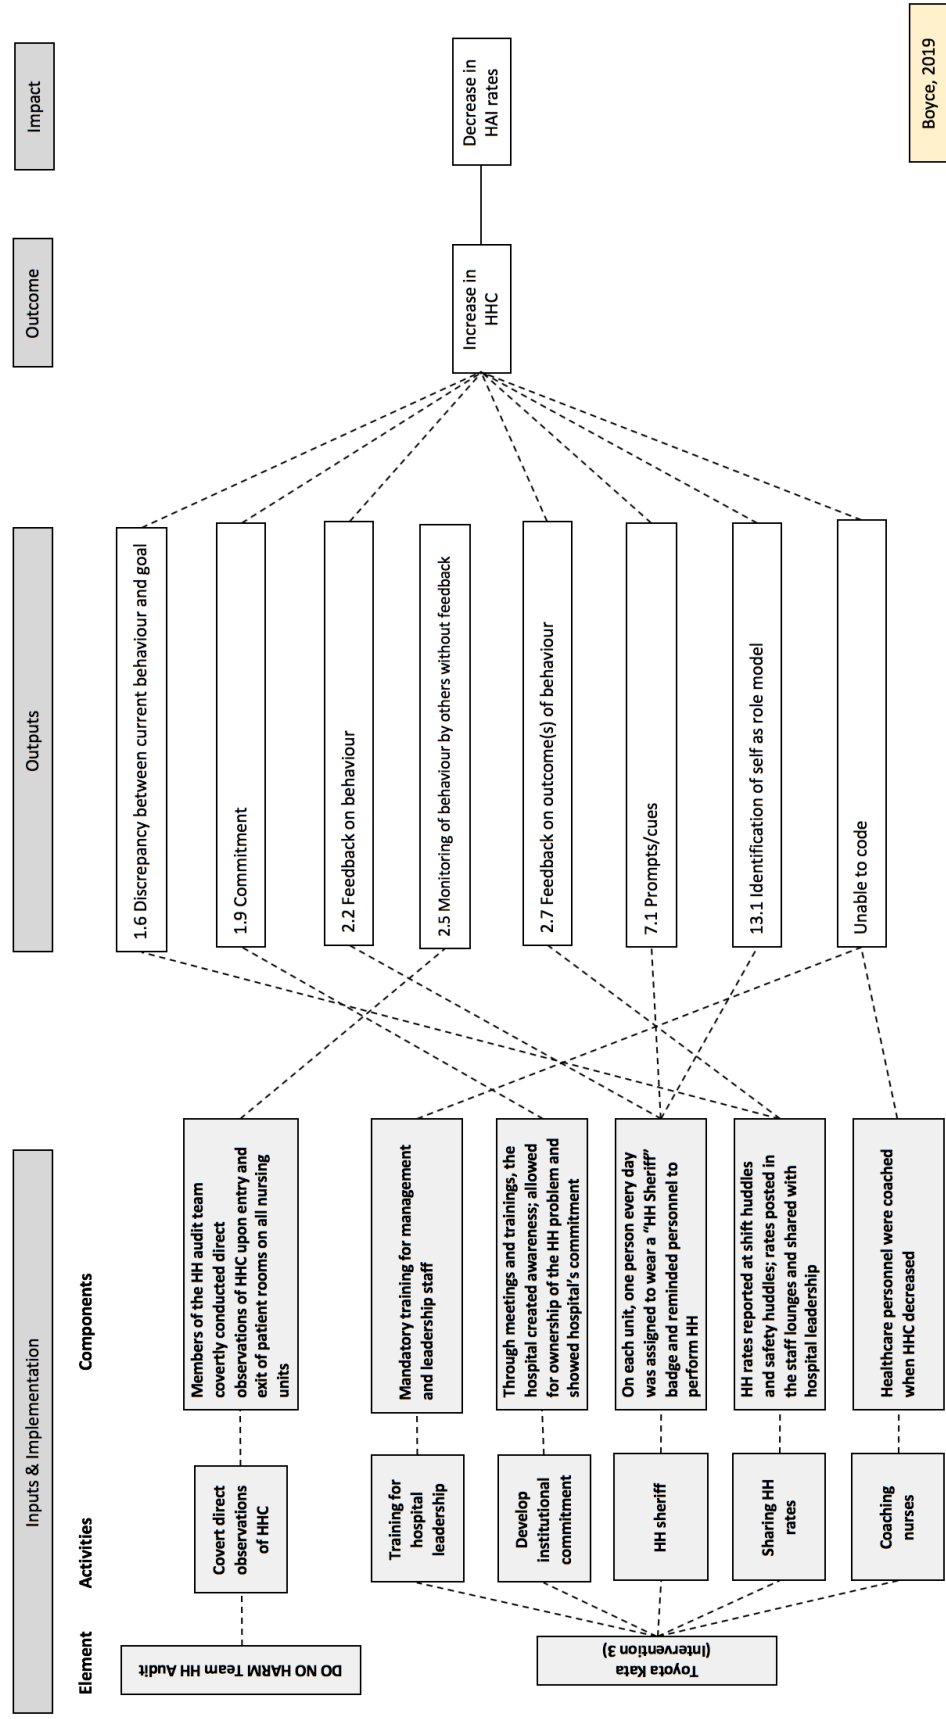 Inputs & Implementation
Outputs
Outcome
Impact
Element
Activities
Components
DO NO HARM Team HH Audit
Covert direct
observations
of HHC
Members of the HH audit team
covertly conducted direct
observations of HHC upon entry and
exit of patient rooms on all nursing
units
Toyota Kata
(Intervention 3)
Training for
hospital
leadership
Mandatory training for management
and leadership staff
Develop
institutional
commitment
Through meetings and trainings, the
hospital created awareness; allowed
for ownership of the HH problem and
showed hospital's commitment
HH sheriff
On each unit, one person every day
was assigned to wear a “HH Sheriff”
badge and reminded personnel to
perform HH
Sharing HH
rates
HH rates reported at shift huddles
and safety huddles; rates posted in
the staff lounges and shared with
hospital leadership
Coaching
nurses
Healthcare personnel were coached
when HHC decreased
1.6 Discrepancy between current behaviour and goal
1.9 Commitment
2.2 Feedback on behaviour
2.5 Monitoring of behaviour by others without feedback
2.7 Feedback on outcome(s) of behaviour
7.1 Prompts/cues
13.1 Identification of self as role model
Unable to code
Increase in
HHC
Decrease in
HAI rates
Boyce, 2019